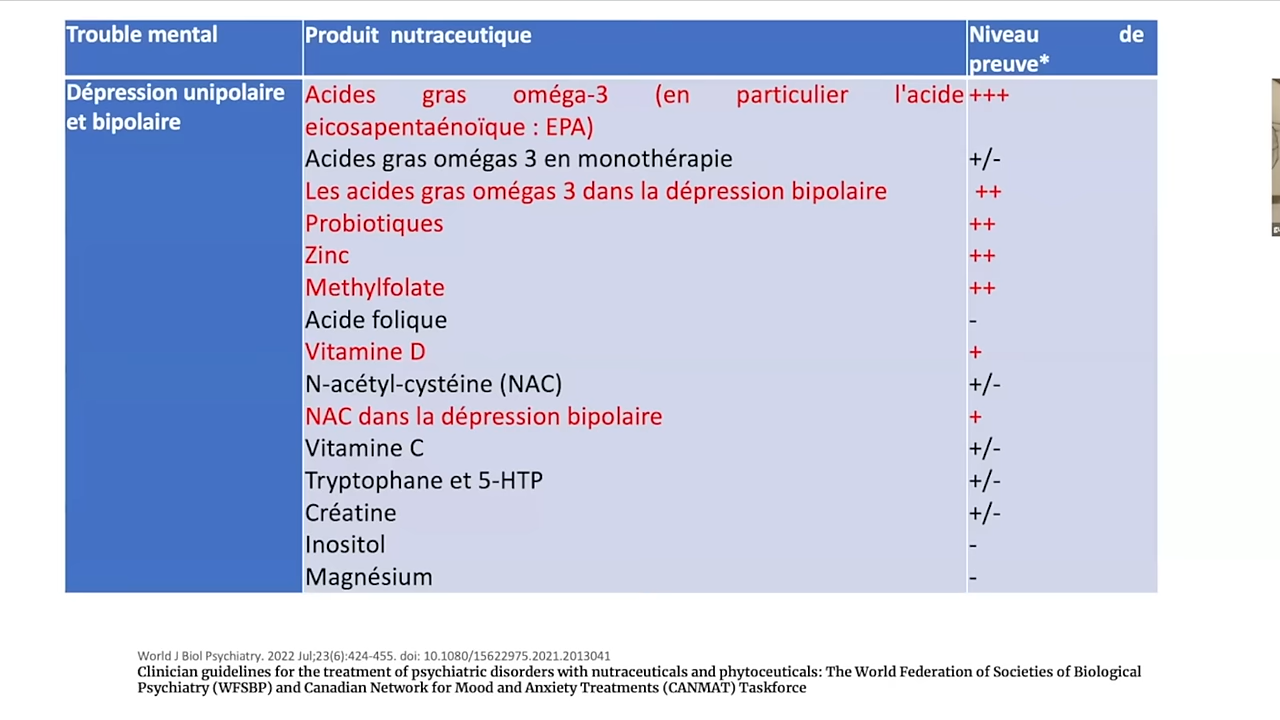 Trouble mental
Produit nutraceutique
Niveau de
preuve*
Dépression unipolaire
et bipolaire
Acides gras oméga-3 (en particulier l'acide +++
eicosapentaénoïque : EPA)
Acides gras omégas 3 en monothérapie +/-
Les acides gras omégas 3 dans la dépression bipolaire ++
Probiotiques ++
Zinc ++
Methylfolate ++
Acide folique -
Vitamine D +
N-acétyl-cystéine (NAC) +/-
NAC dans la dépression bipolaire +
Vitamine C +/-
Tryptophane et 5-HTP +/-
Créatine +/-
Inositol -
Magnésium -
World J Biol Psychiatry. 2022 Jul;23(6):424-455. doi: 10.1080/15622975.2021.2013041
Clinician guidelines for the treatment of psychiatric disorders with nutraceuticals and phytoceuticals: The World Federation of Societies of Biological
Psychiatry (WFSBP) and Canadian Network for Mood and Anxiety Treatments (CANMAT) Taskforce